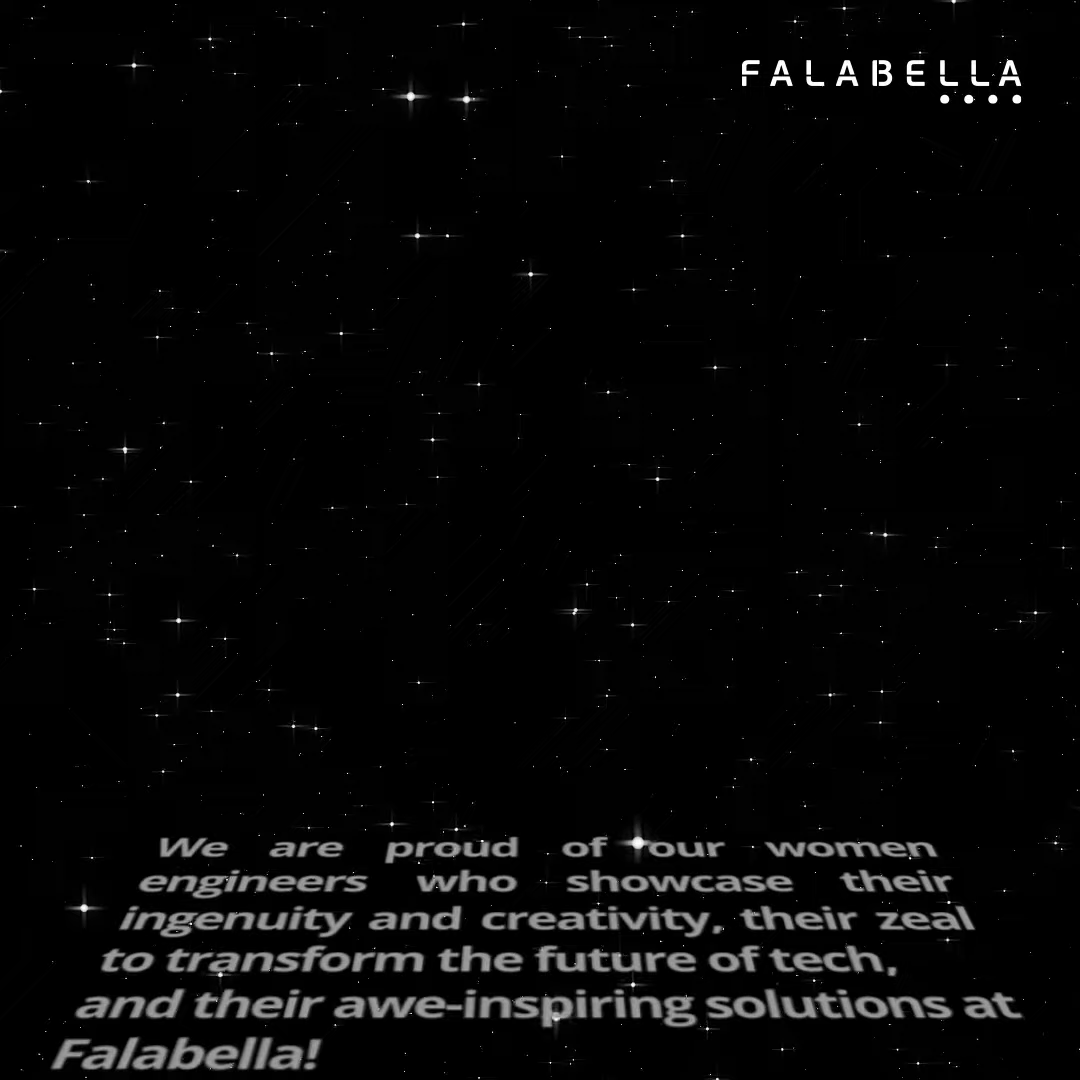 FALABELLA
We are proud of our women
engineers who showcase their
ingenuity and creativity, their zeal
to transform the future of tech,
and their awe-inspiring solutions at
Falabella!